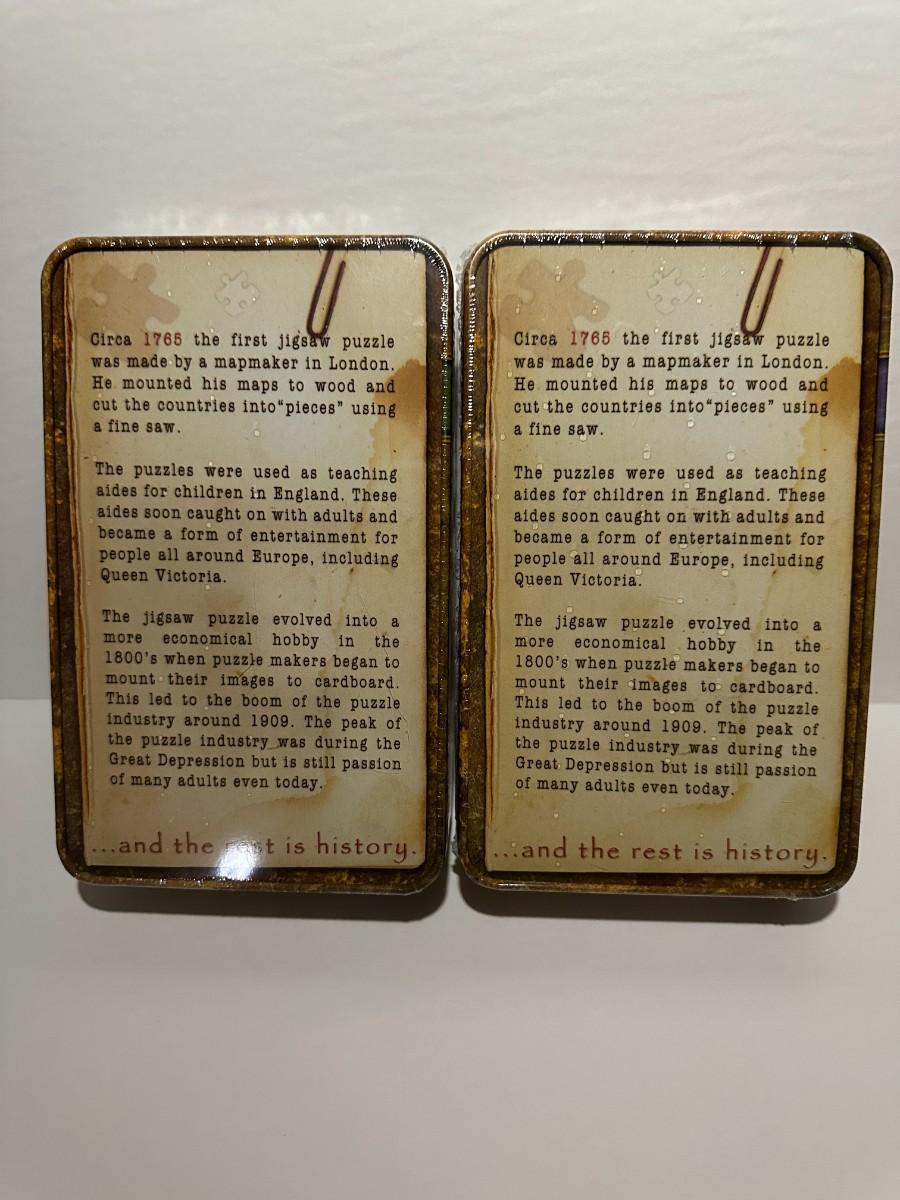 Circa 1765 the first jigsaw puzzle
was made by a mapmaker in London.
He mounted his maps to wood and
cut the countries into“pieces” using
a fine saw.
The puzzles were used as teaching
aides for children in England. These
aides soon caught on with adults and
became a form of entertainment for
people all around Europe, including
Queen Victoria.
The jigsaw puzzle evolved into a
more economical hobby in the
1800's when puzzle makers began to
mount their images to cardboard.
This led to the boom of the puzzle
industry around 1909. The peak of
the puzzle industry was during the
Great Depression but is still passion
of many adults even today.
...and the rest is history.
Circa 1765 the first jigsaw puzzle
was made by a mapmaker in London.
He mounted his maps to wood and
cut the countries into“pieces” using
a fine saw.
The puzzles were used as teaching
aides for children in England. These
aides soon caught on with adults and
became a form of entertainment for
people all around Europe, including
Queen Victoria.
The jigsaw puzzle evolved into a
more economical hobby in the
1800's when puzzle makers began to
mount their images to cardboard.
This led to the boom of the puzzle
industry around 1909. The peak of
the puzzle industry was during the
Great Depression but is still passion
of many adults even today.
...and the rest is history.